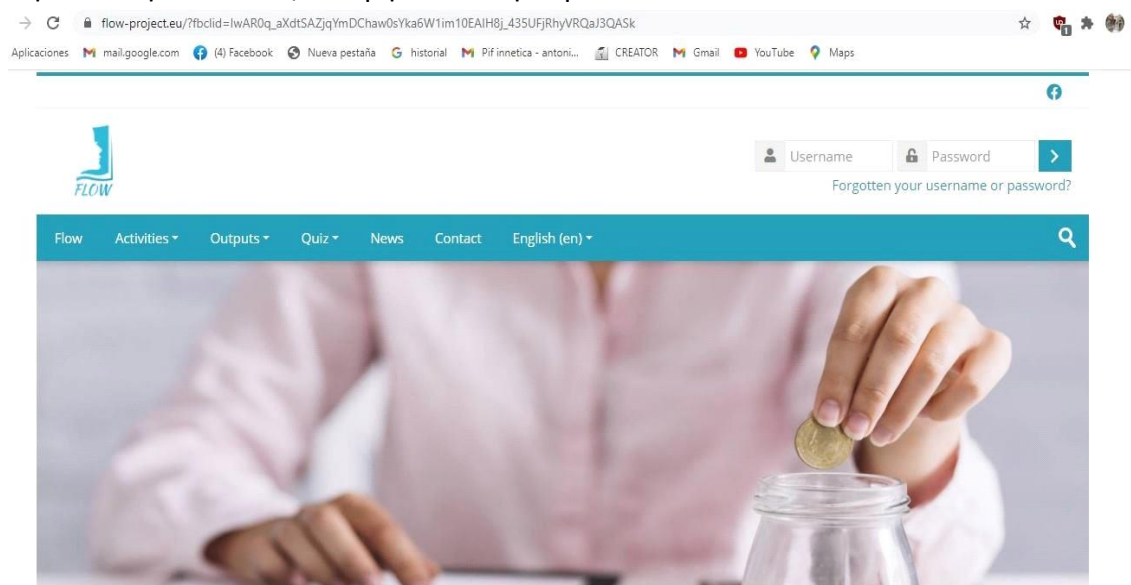 flow-project.eu/?fbclid=IwAR0q_aXdtSAZjqYmDChaw0sYka6W1im10EAIH8j_435UFjRhyVRQaJ3QASk
Aplicaciones mail.google.com (4) Facebook Nueva pestaña historial Pif innetica - antoni... CREATOR Gmail YouTube Maps
FLOW
Username Password
Forgotten your username or password?
Flow Activities Outputs Quiz News Contact English (en)